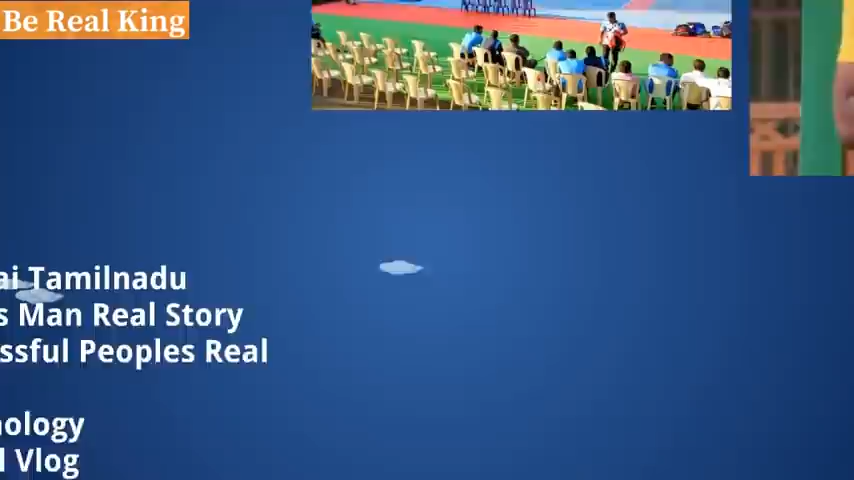 Be Real King
ai Tamilnadu
s Man Real Story
ssful Peoples Real
nology
l Vlog